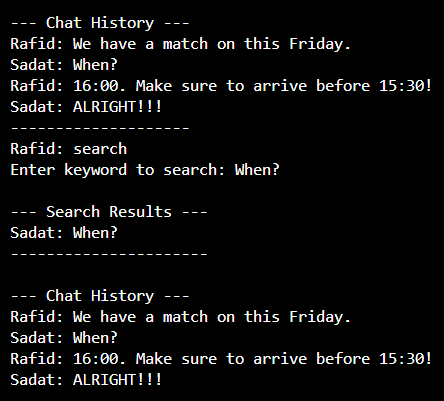 --- Chat History ---
Rafid: We have a match on this Friday.
Sadat: When?
Rafid: 16:00. Make sure to arrive before 15:30!
Sadat: ALRIGHT!!!
--------------------
Rafid: search
Enter keyword to search: When?
--- Search Results ---
Sadat: When?
----------------------
--- Chat History ---
Rafid: We have a match on this Friday.
Sadat: When?
Rafid: 16:00. Make sure to arrive before 15:30!
Sadat: ALRIGHT!!!